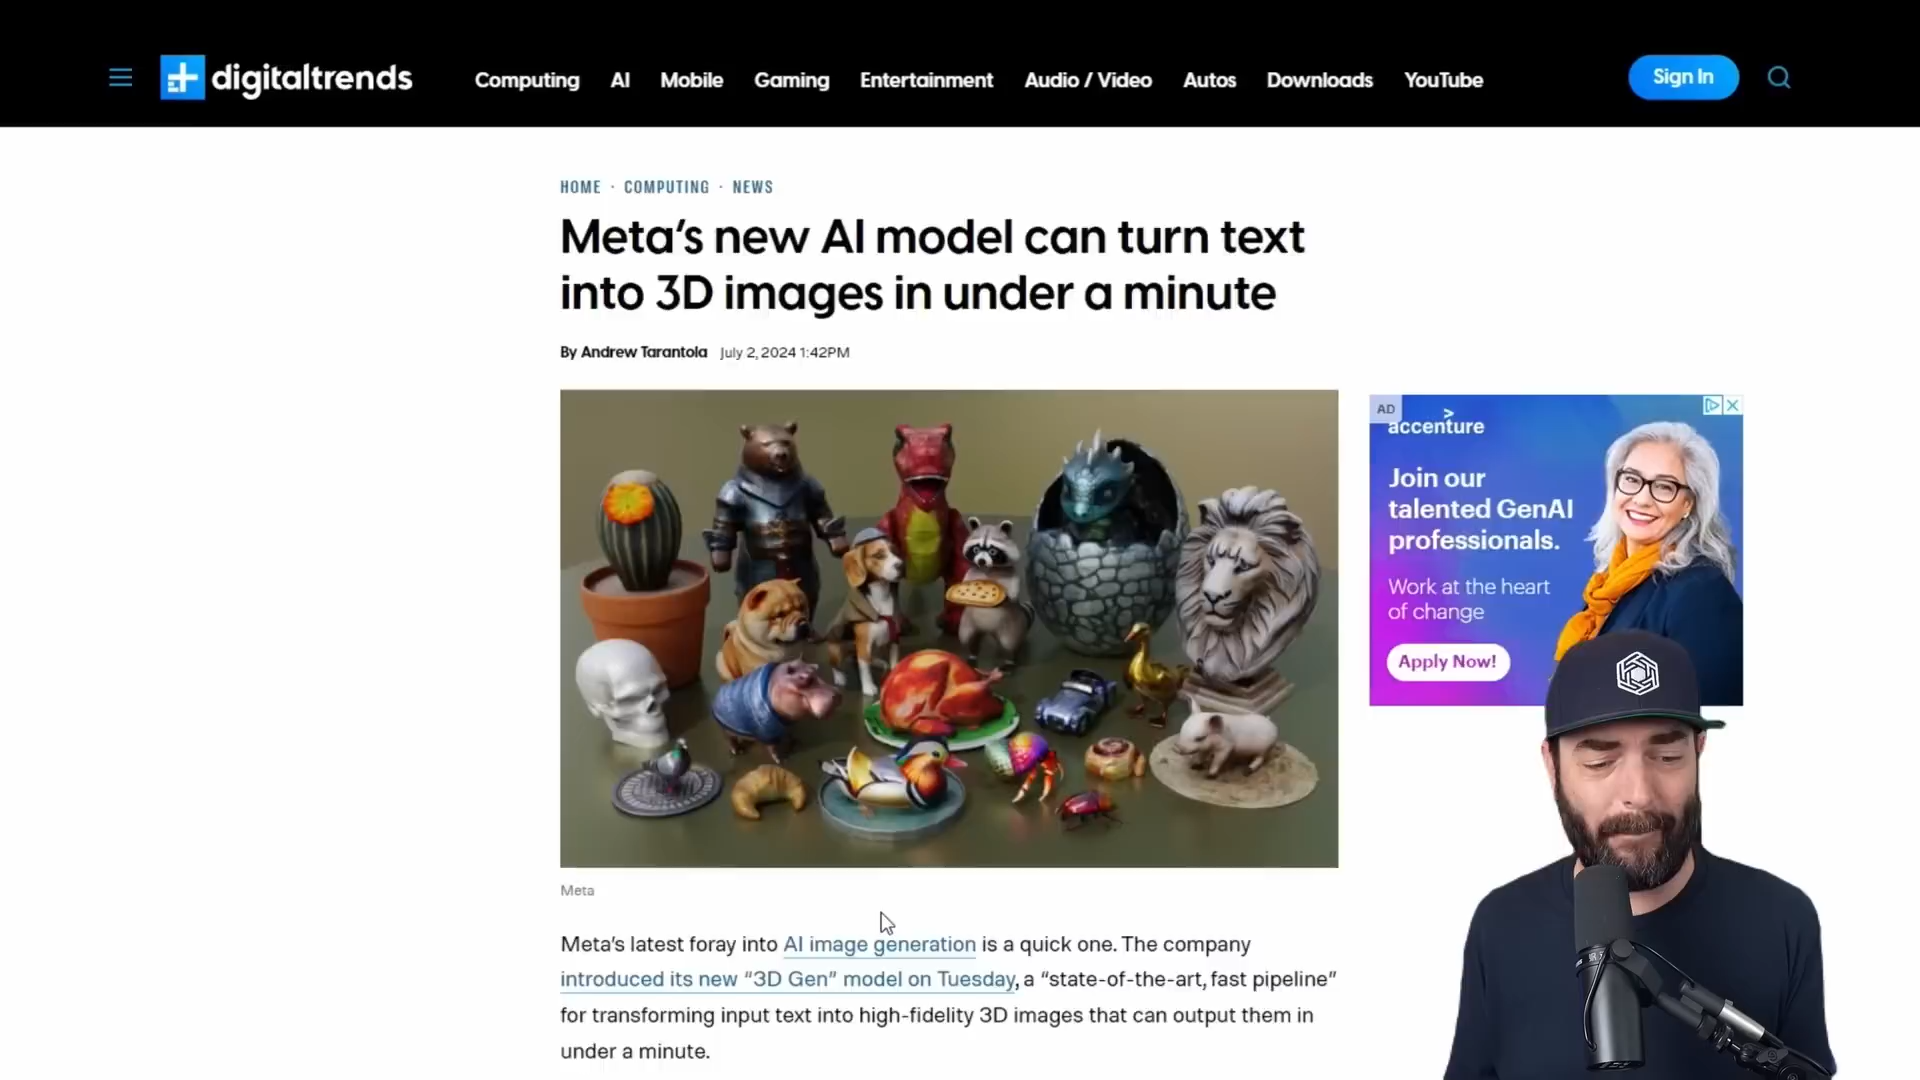 digitaltrends
Computing AI Mobile Gaming Entertainment Audio / Video Autos Downloads YouTube
Sign In
HOME · COMPUTING · NEWS
Meta’s new AI model can turn text
into 3D images in under a minute
By Andrew Tarantola July 2, 2024 1:42PM
AD
accenture
Join our
talented GenAI
professionals.
Work at the heart
of change
Apply Now!
Meta
Meta’s latest foray into AI image generation is a quick one. The company
introduced its new “3D Gen” model on Tuesday, a “state-of-the-art, fast pipeline”
for transforming input text into high-fidelity 3D images that can output them in
under a minute.